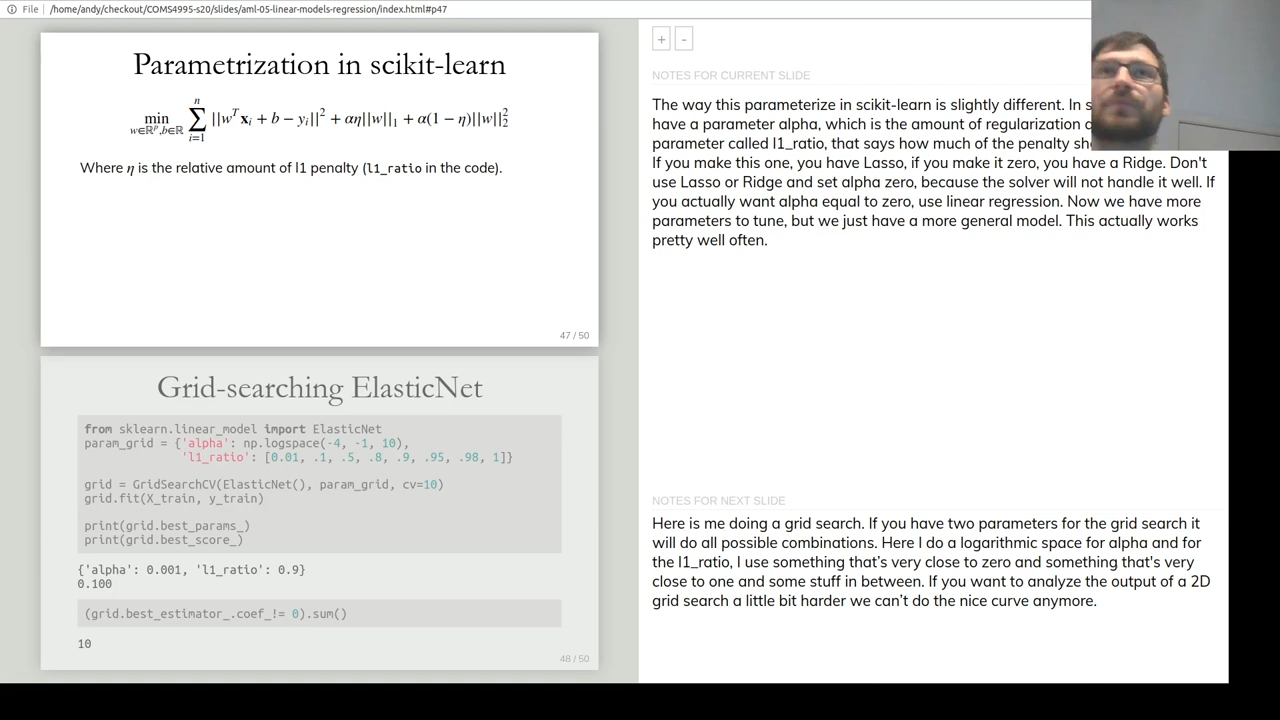 File | /home/andy/checkout/COMS4995-s20/slides/aml-05-linear-models-regression/index.html#p47
Parametrization in scikit-learn
min w∈ℝᵖ,b∈ℝ ∑ⁿᵢ₌₁ ||wᵀxᵢ + b − yᵢ||² + αη||w||₁ + α(1 − η)||w||₂²
Where η is the relative amount of l1 penalty (l1_ratio in the code).
47 / 50
Grid-searching ElasticNet
from sklearn.linear_model import ElasticNet
param_grid = {'alpha': np.logspace(-4, -1, 10),
'l1_ratio': [0.01, .1, .5, .8, .9, .95, .98, 1]}
grid = GridSearchCV(ElasticNet(), param_grid, cv=10)
grid.fit(X_train, y_train)
print(grid.best_params_)
print(grid.best_score_)
{'alpha': 0.001, 'l1_ratio': 0.9}
0.100
(grid.best_estimator_.coef_!= 0).sum()
10
48 / 50
+ -
NOTES FOR CURRENT SLIDE
The way this parameterize in scikit-learn is slightly different. In s
have a parameter alpha, which is the amount of regularization
parameter called l1_ratio, that says how much of the penalty
If you make this one, you have Lasso, if you make it zero, you have a Ridge. Don't
use Lasso or Ridge and set alpha zero, because the solver will not handle it well. If
you actually want alpha equal to zero, use linear regression. Now we have more
parameters to tune, but we just have a more general model. This actually works
pretty well often.
NOTES FOR NEXT SLIDE
Here is me doing a grid search. If you have two parameters for the grid search it
will do all possible combinations. Here I do a logarithmic space for alpha and for
the l1_ratio, I use something that's very close to zero and something that's very
close to one and some stuff in between. If you want to analyze the output of a 2D
grid search a little bit harder we can't do the nice curve anymore.